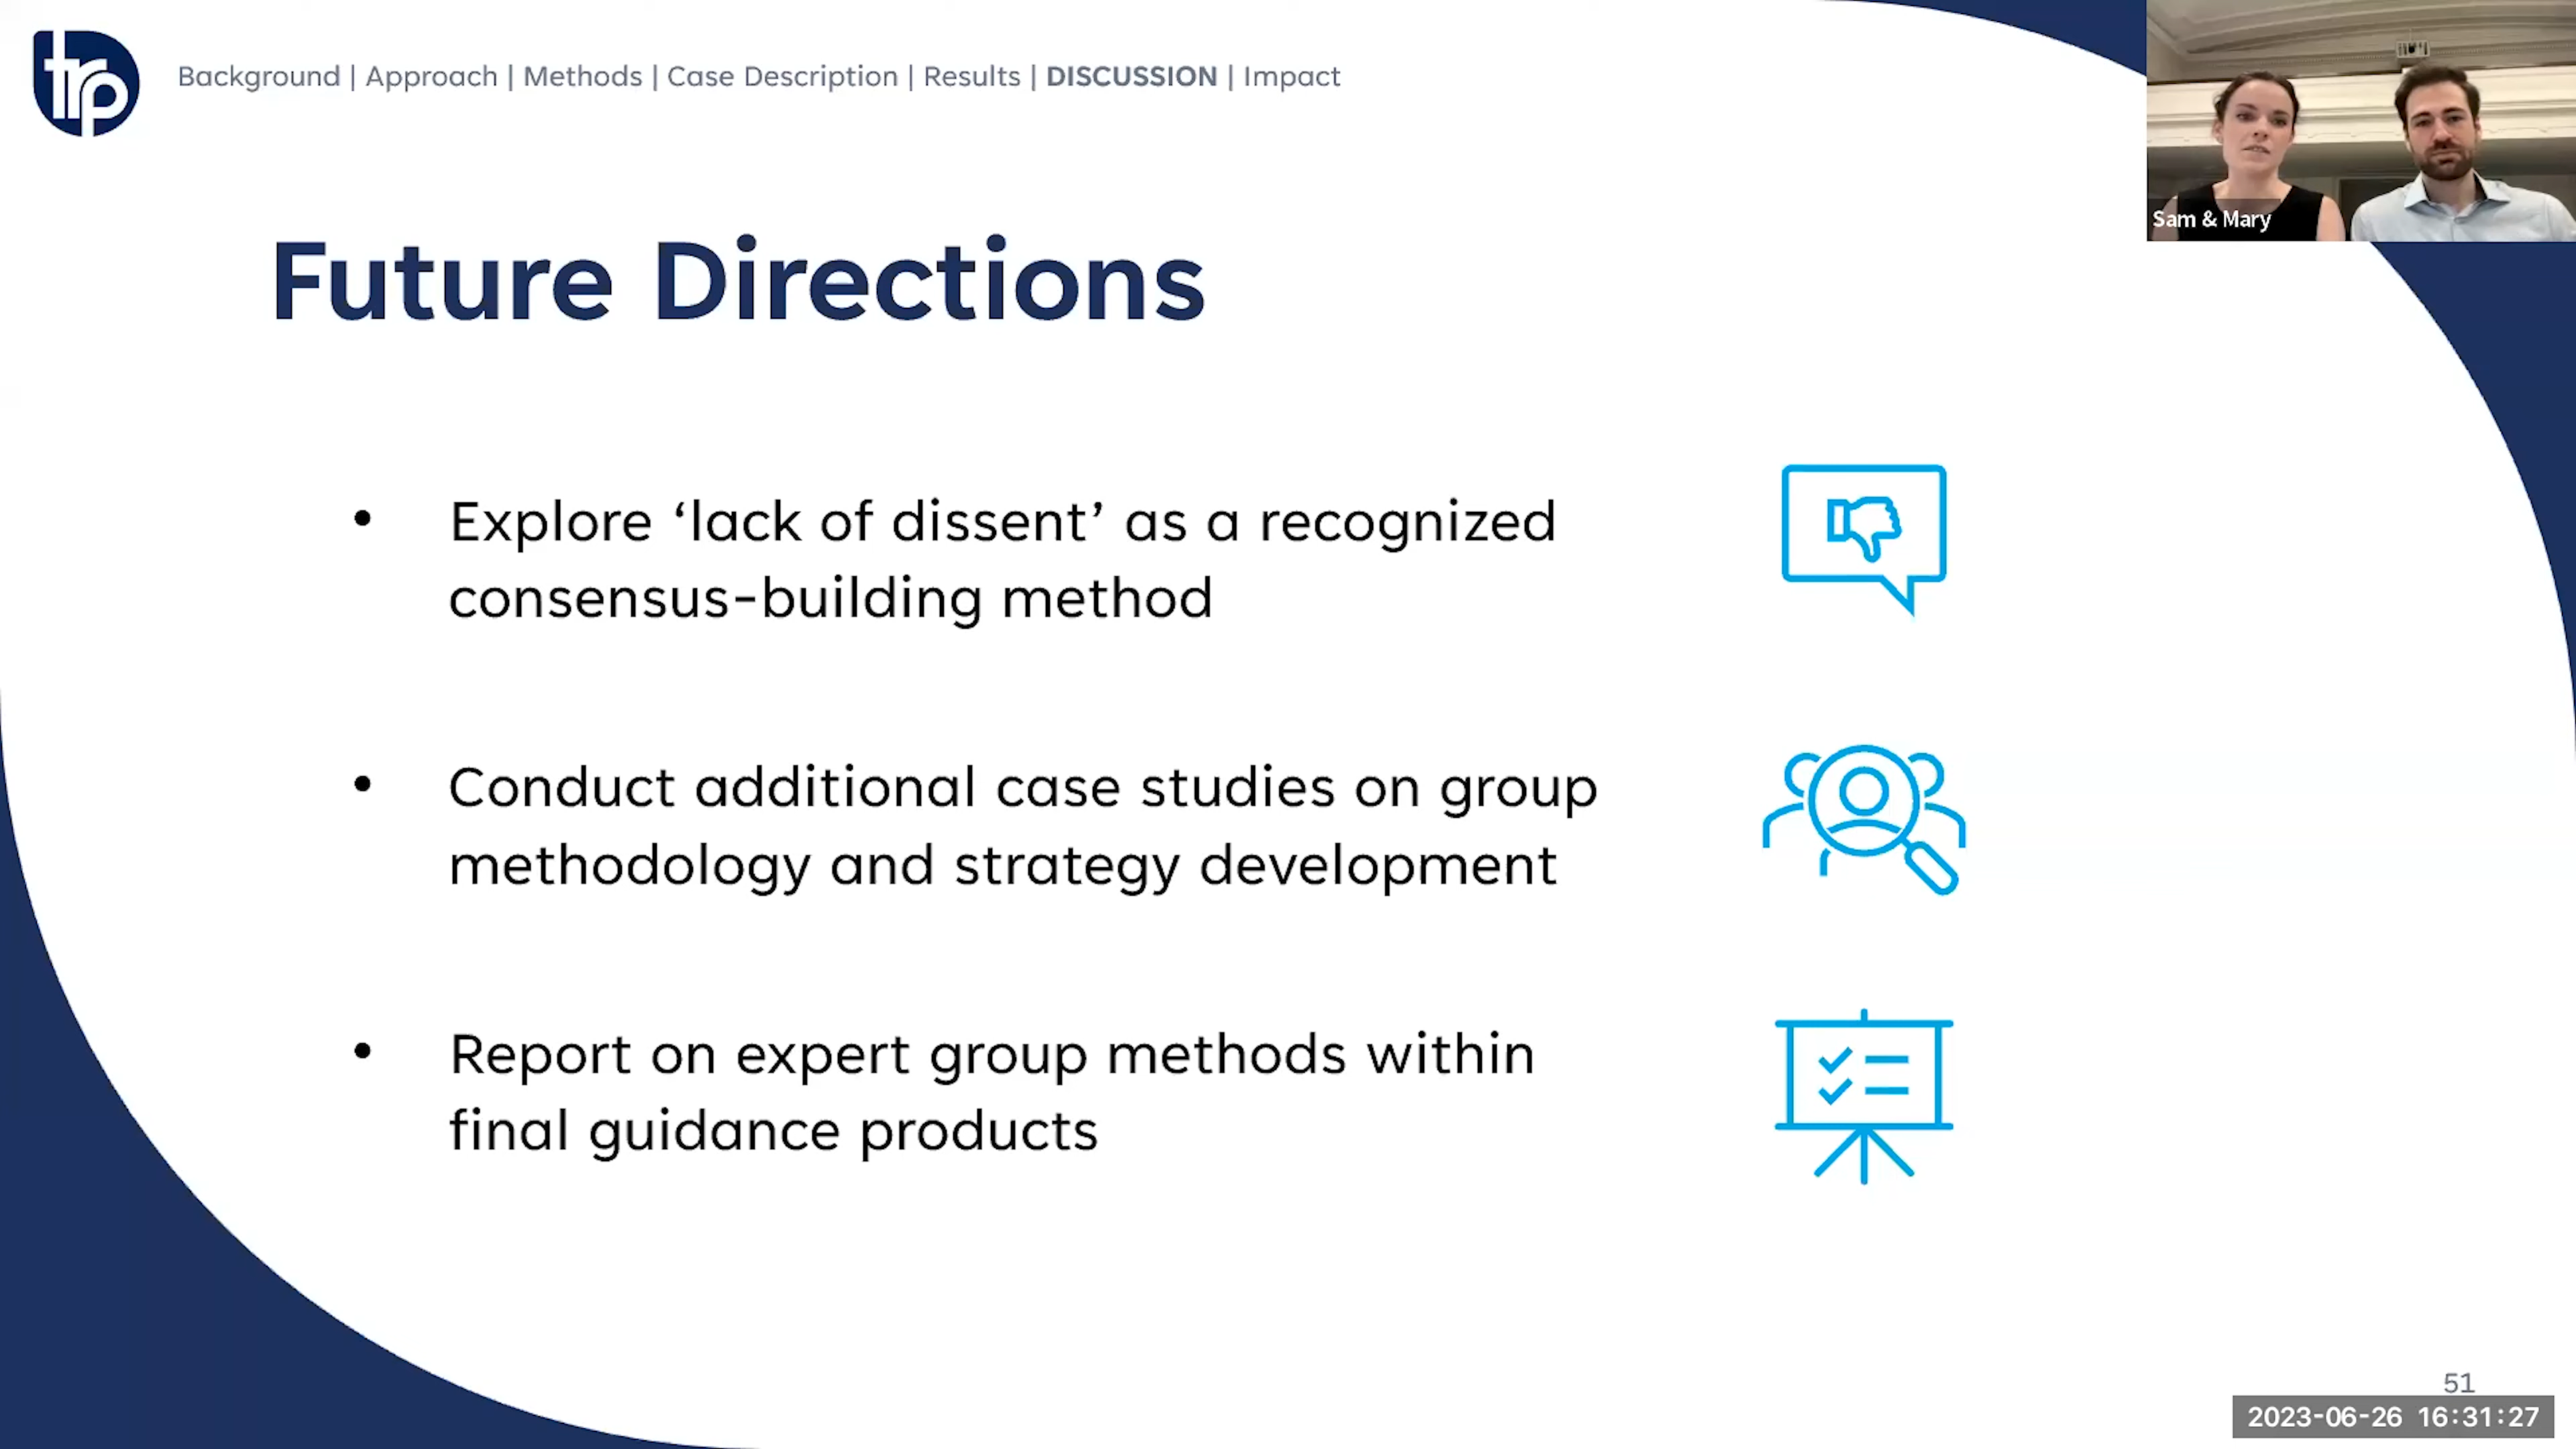 trp
Background | Approach | Methods | Case Description | Results | DISCUSSION | Impact
Sam & Mary
Future Directions
• Explore ‘lack of dissent’ as a recognized
consensus-building method
• Conduct additional case studies on group
methodology and strategy development
• Report on expert group methods within
final guidance products
51
2023-06-26 16:31:27